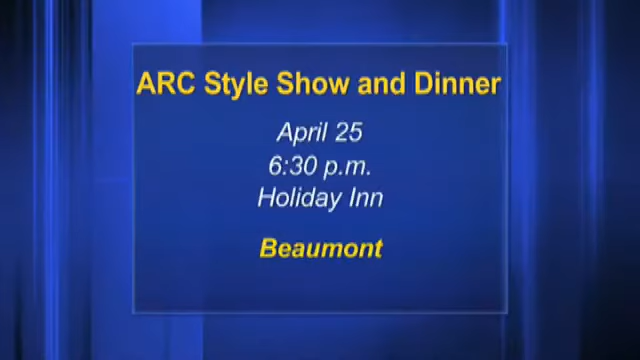 ARC Style Show and Dinner
April 25
6:30 p.m.
Holiday Inn
Beaumont